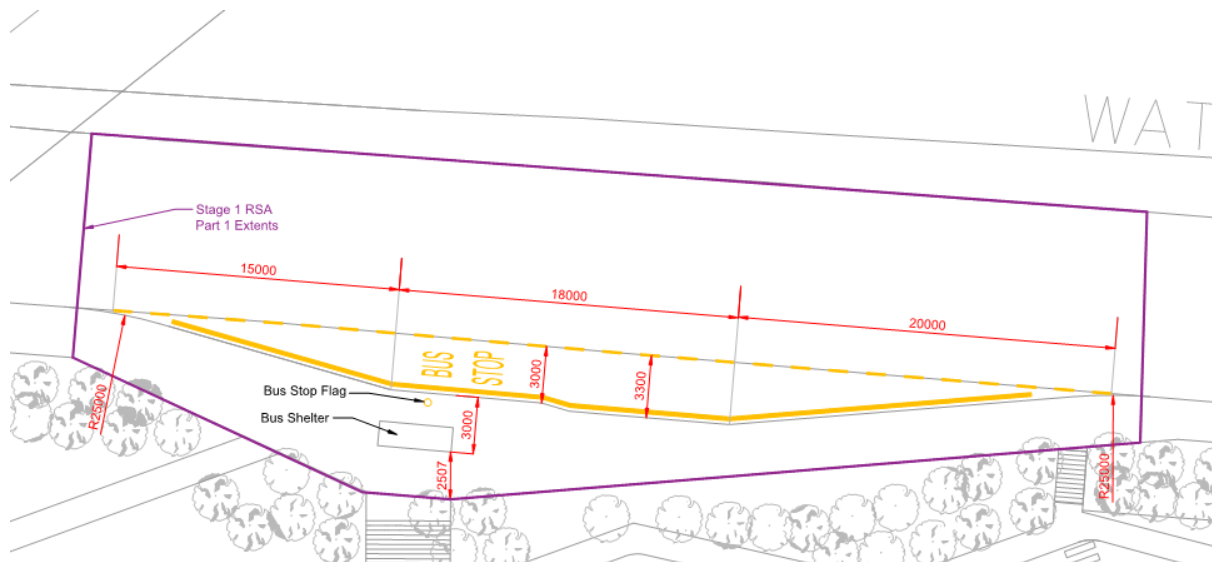 WAT
Stage 1 RSA
Part 1 Extents
15000
18000
20000
BUS
STOP
3000
3300
Bus Stop Flag
Bus Shelter
3000
2507
R25000
R25000